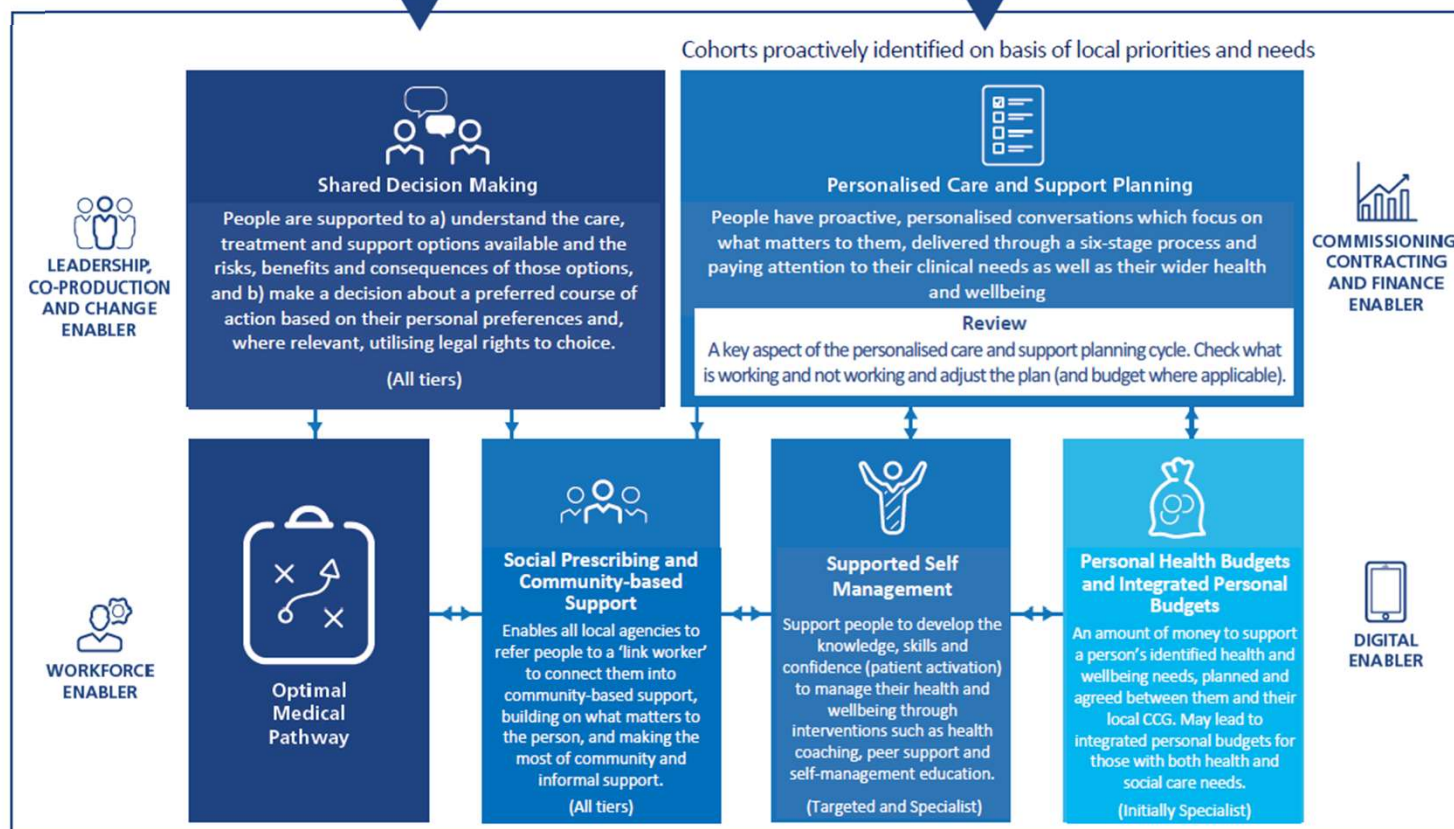 Cohorts proactively identified on basis of local priorities and needs
Shared Decision Making
People are supported to a) understand the care,
treatment and support options available and the
risks, benefits and consequences of those options,
and b) make a decision about a preferred course of
action based on their personal preferences and,
where relevant, utilising legal rights to choice.
(All tiers)
Personalised Care and Support Planning
People have proactive, personalised conversations which focus on
what matters to them, delivered through a six-stage process and
paying attention to their clinical needs as well as their wider health
and wellbeing
Review
A key aspect of the personalised care and support planning cycle. Check what
is working and not working and adjust the plan (and budget where applicable).
LEADERSHIP,
CO-PRODUCTION
AND CHANGE
ENABLER
COMMISSIONING,
CONTRACTING
AND FINANCE
ENABLER
WORKFORCE
ENABLER
Optimal
Medical
Pathway
Social Prescribing and
Community-based
Support
Enables all local agencies to
refer people to a ‘link worker’
to connect them into
community-based support,
building on what matters to
the person, and making the
most of community and
informal support.
(All tiers)
Supported Self
Management
Support people to develop the
knowledge, skills and
confidence (patient activation)
to manage their health and
wellbeing through
interventions such as health
coaching, peer support and
self-management education.
(Targeted and Specialist)
Personal Health Budgets
and Integrated Personal
Budgets
An amount of money to support
a person’s identified health and
wellbeing needs, planned and
agreed between them and their
local CCG. May lead to
integrated personal budgets for
those with both health and
social care needs.
(Initially Specialist)
DIGITAL
ENABLER